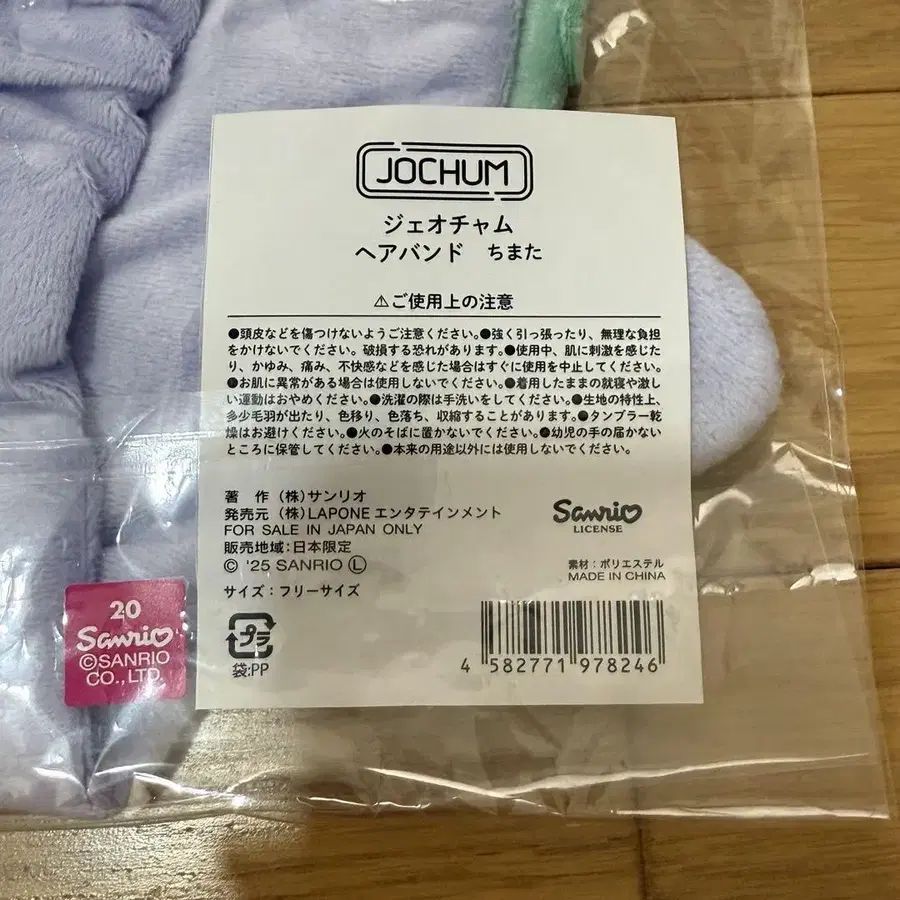 JOCHUM
ジェオチャム
ヘアバンド ちまた
⚠ご使用上の注意
●頭皮などを傷つけないようご注意ください。●強く引っ張ったり、無理な負担
をかけないでください。破損する恐れがあります。●使用中、肌に刺激を感じた
り、かゆみ、痛み、不快感などを感じた場合はすぐに使用を中止してください。
●お肌に異常がある場合は使用しないでください。●着用したままの就寝や激し
い運動はおやめください。●洗濯の際は手洗いをしてください。●生地の特性上、
多少毛羽が出たり、色移り、色落ち、収縮することがあります。●タンブラー乾
燥はお避けください。●火のそばに置かないでください。●幼児の手の届かない
ところに保管してください。●本来の用途以外には使用しないでください。
著 作 (株)サンリオ
発売元 (株)LAPONEエンタテインメント
FOR SALE IN JAPAN ONLY
販売地域:日本限定
© '25 SANRIO Ⓛ
サイズ:フリーサイズ
Sanrio
LICENSE
素材:ポリエステル
MADE IN CHINA
プラ
袋:PP
4 582771 978246
20
Sanrio
©SANRIO
CO.,LTD.